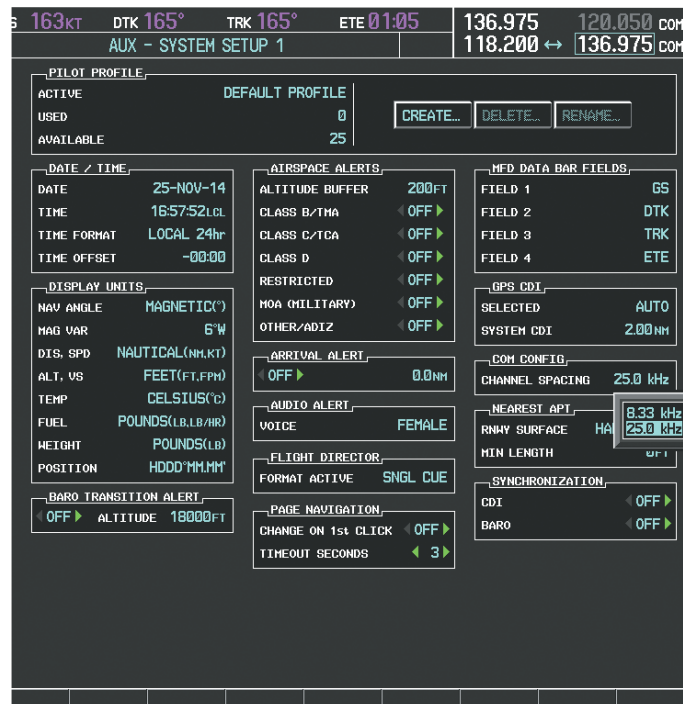 S 163KT DTK 165° TRK 165° ETE 01:05
136.975 120.050 COM
AUX - SYSTEM SETUP 1
118.200 ↔ 136.975 COM
PILOT PROFILE
ACTIVE DEFAULT PROFILE
USED 0
AVAILABLE 25
CREATE... DELETE... RENAME...
DATE / TIME
DATE 25-NOV-14
TIME 16:57:52LCL
TIME FORMAT LOCAL 24hr
TIME OFFSET -00:00
DISPLAY UNITS
NAV ANGLE MAGNETIC(°)
MAG VAR 6°W
DIS, SPD NAUTICAL(NM,KT)
ALT, VS FEET(FT,FPM)
TEMP CELSIUS(°C)
FUEL POUNDS(LB,LB/HR)
WEIGHT POUNDS(LB)
POSITION HDDD°MM.MM'
BARO TRANSITION ALERT
OFF ALTITUDE 18000FT
AIRSPACE ALERTS
ALTITUDE BUFFER 200FT
CLASS B/TMA OFF
CLASS C/TCA OFF
CLASS D OFF
RESTRICTED OFF
MOA (MILITARY) OFF
OTHER/ADIZ OFF
ARRIVAL ALERT
OFF 0.0NM
AUDIO ALERT
VOICE FEMALE
FLIGHT DIRECTOR
FORMAT ACTIVE SNGL CUE
PAGE NAVIGATION
CHANGE ON 1st CLICK OFF
TIMEOUT SECONDS 3
MFD DATA BAR FIELDS
FIELD 1 GS
FIELD 2 DTK
FIELD 3 TRK
FIELD 4 ETE
GPS CDI
SELECTED AUTO
SYSTEM CDI 2.00NM
COM CONFIG
CHANNEL SPACING 25.0 kHz
8.33 kHz
25.0 kHz
NEAREST APT
RNWY SURFACE HA
MIN LENGTH 0FT
SYNCHRONIZATION
CDI OFF
BARO OFF